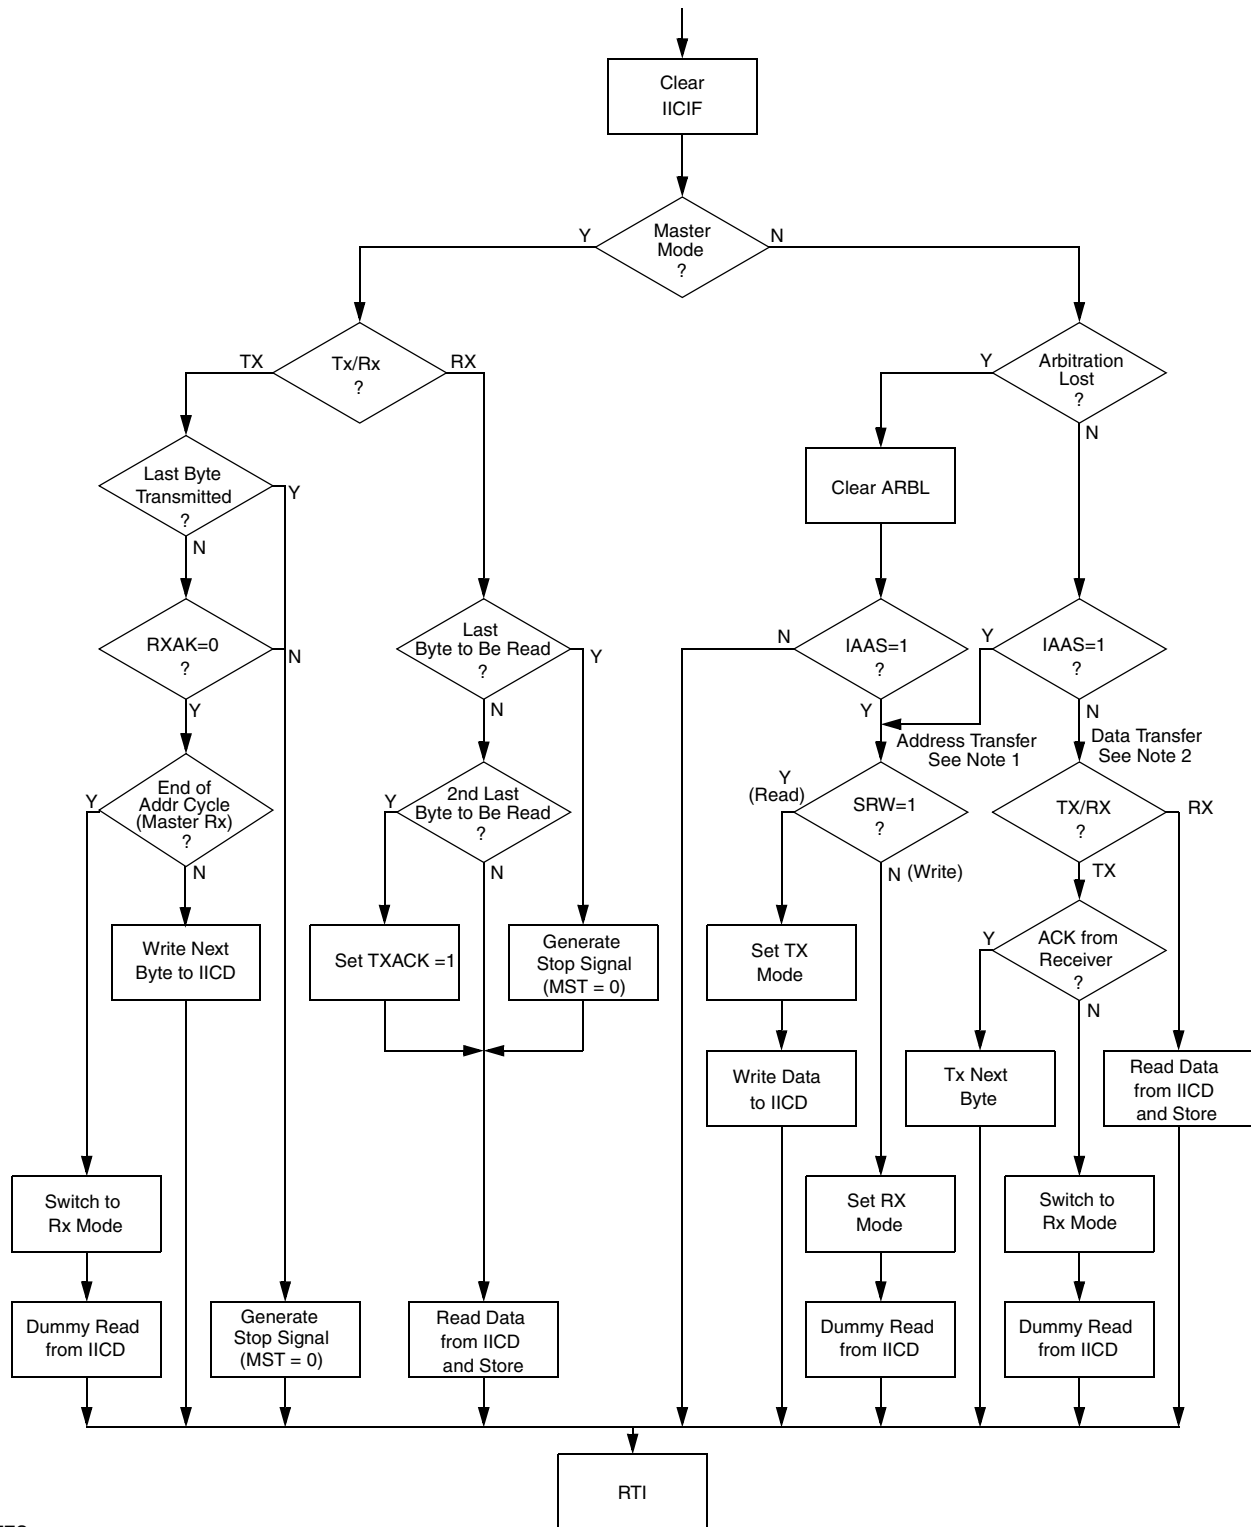 Clear
IICIF
Master
Mode
?
Y
N
Tx/Rx
?
TX
RX
Arbitration
Lost
?
Y
N
Last Byte
Transmitted
?
Y
N
Clear ARBL
RXAK=0
?
N
Y
Last
Byte to Be Read
?
Y
N
IAAS=1
?
N
Y
IAAS=1
?
Y
N
Address Transfer
See Note 1
Data Transfer
See Note 2
End of
Addr Cycle
(Master Rx)
?
Y
N
2nd Last
Byte to Be Read
?
Y
N
Y
(Read)
SRW=1
?
N (Write)
TX/RX
?
RX
TX
Write Next
Byte to IICD
Set TXACK =1
Generate
Stop Signal
(MST = 0)
Set TX
Mode
ACK from
Receiver
?
Y
N
Write Data
to IICD
Tx Next
Byte
Read Data
from IICD
and Store
Switch to
Rx Mode
Set RX
Mode
Switch to
Rx Mode
Dummy Read
from IICD
Generate
Stop Signal
(MST = 0)
Read Data
from IICD
and Store
Dummy Read
from IICD
Dummy Read
from IICD
RTI